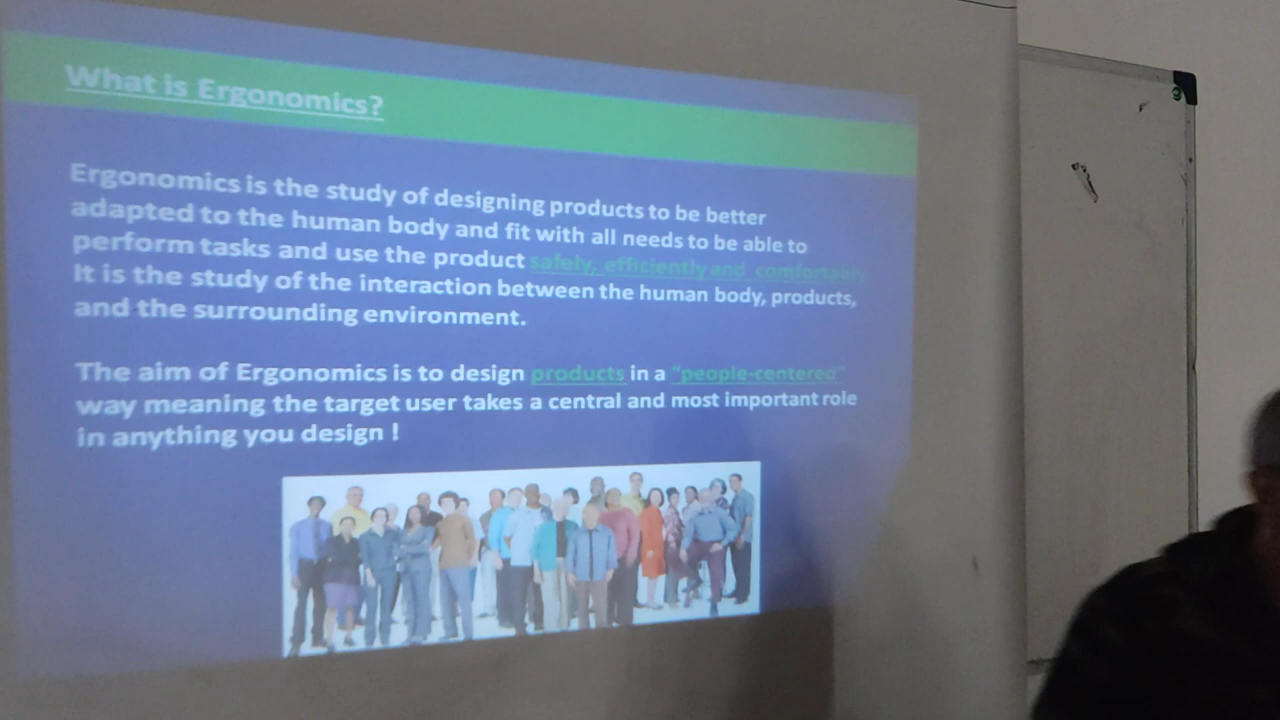 What is Ergonomics?
Ergonomics is the study of designing products to be better
adapted to the human body and fit with all needs to be able to
perform tasks and use the product safely, efficiently and comfortably
It is the study of the interaction between the human body, products,
and the surrounding environment.
The aim of Ergonomics is to design products in a "people-centered"
way meaning the target user takes a central and most important role
in anything you design !